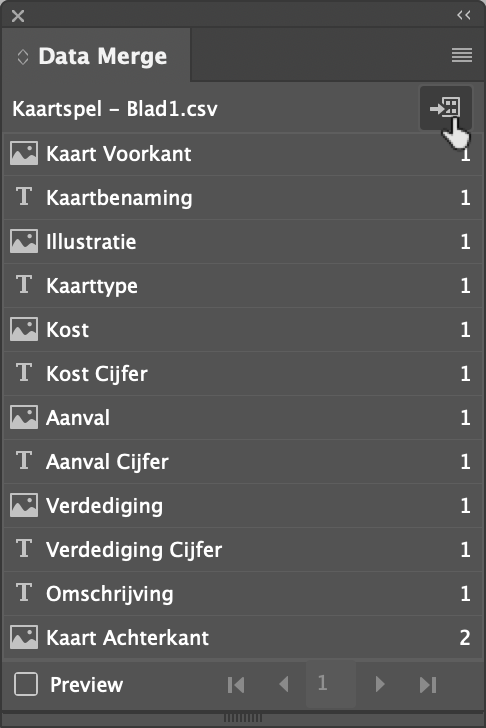 Data Merge
Kaartspel – Blad1.csv
Kaart Voorkant 1
Kaartbenaming 1
Illustratie 1
Kaarttype 1
Kost 1
Kost Cijfer 1
Aanval 1
Aanval Cijfer 1
Verdediging 1
Verdediging Cijfer 1
Omschrijving 1
Kaart Achterkant 2
Preview 1